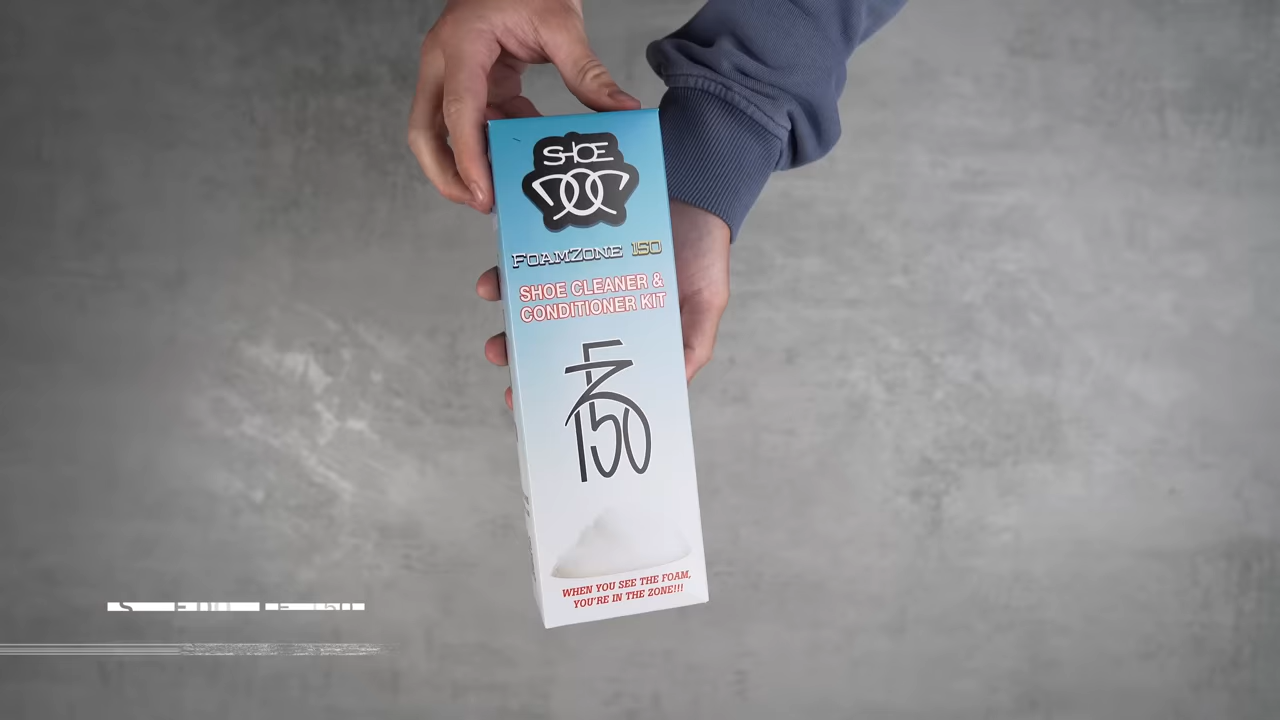 SHOE
DOC
FOAMZONE 150
SHOE CLEANER &
CONDITIONER KIT
FZ
150
WHEN YOU SEE THE FOAM,
YOU'RE IN THE ZONE!!!